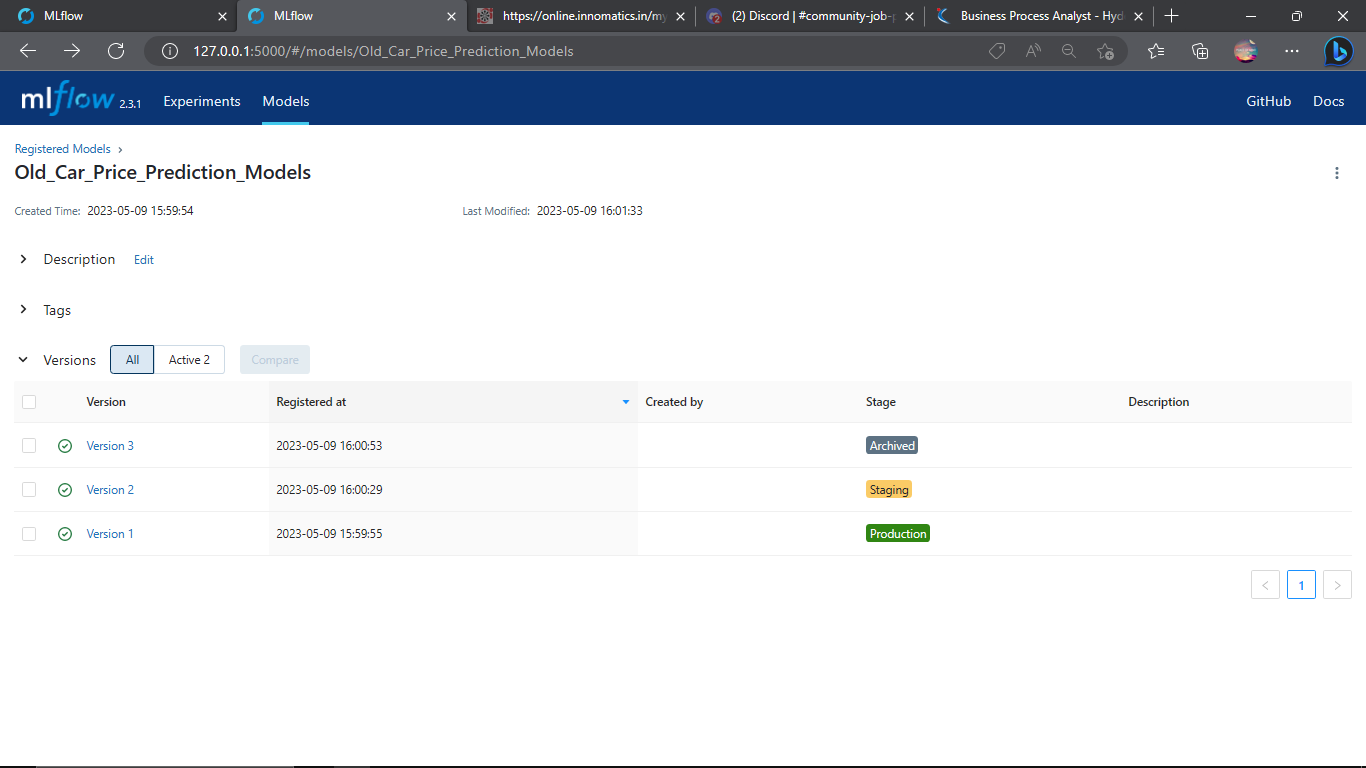 MLflow
MLflow
https://online.innomatics.in/my
(2) Discord | #community-job-p
Business Process Analyst - Hyd
127.0.0.1:5000/#/models/Old_Car_Price_Prediction_Models
mlflow 2.3.1 Experiments Models GitHub Docs
Registered Models >
Old_Car_Price_Prediction_Models
Created Time: 2023-05-09 15:59:54 Last Modified: 2023-05-09 16:01:33
Description Edit
Tags
Versions All Active 2 Compare
Version Registered at Created by Stage Description
Version 3 2023-05-09 16:00:53 Archived
Version 2 2023-05-09 16:00:29 Staging
Version 1 2023-05-09 15:59:55 Production
< 1 >